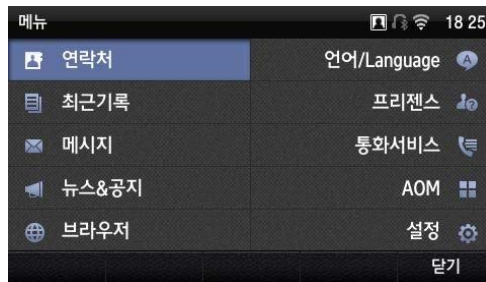 메뉴 18 25
연락처 언어/Language
최근기록 프리젠스
메시지 통화서비스
뉴스&공지 AOM
브라우저 설정
닫기